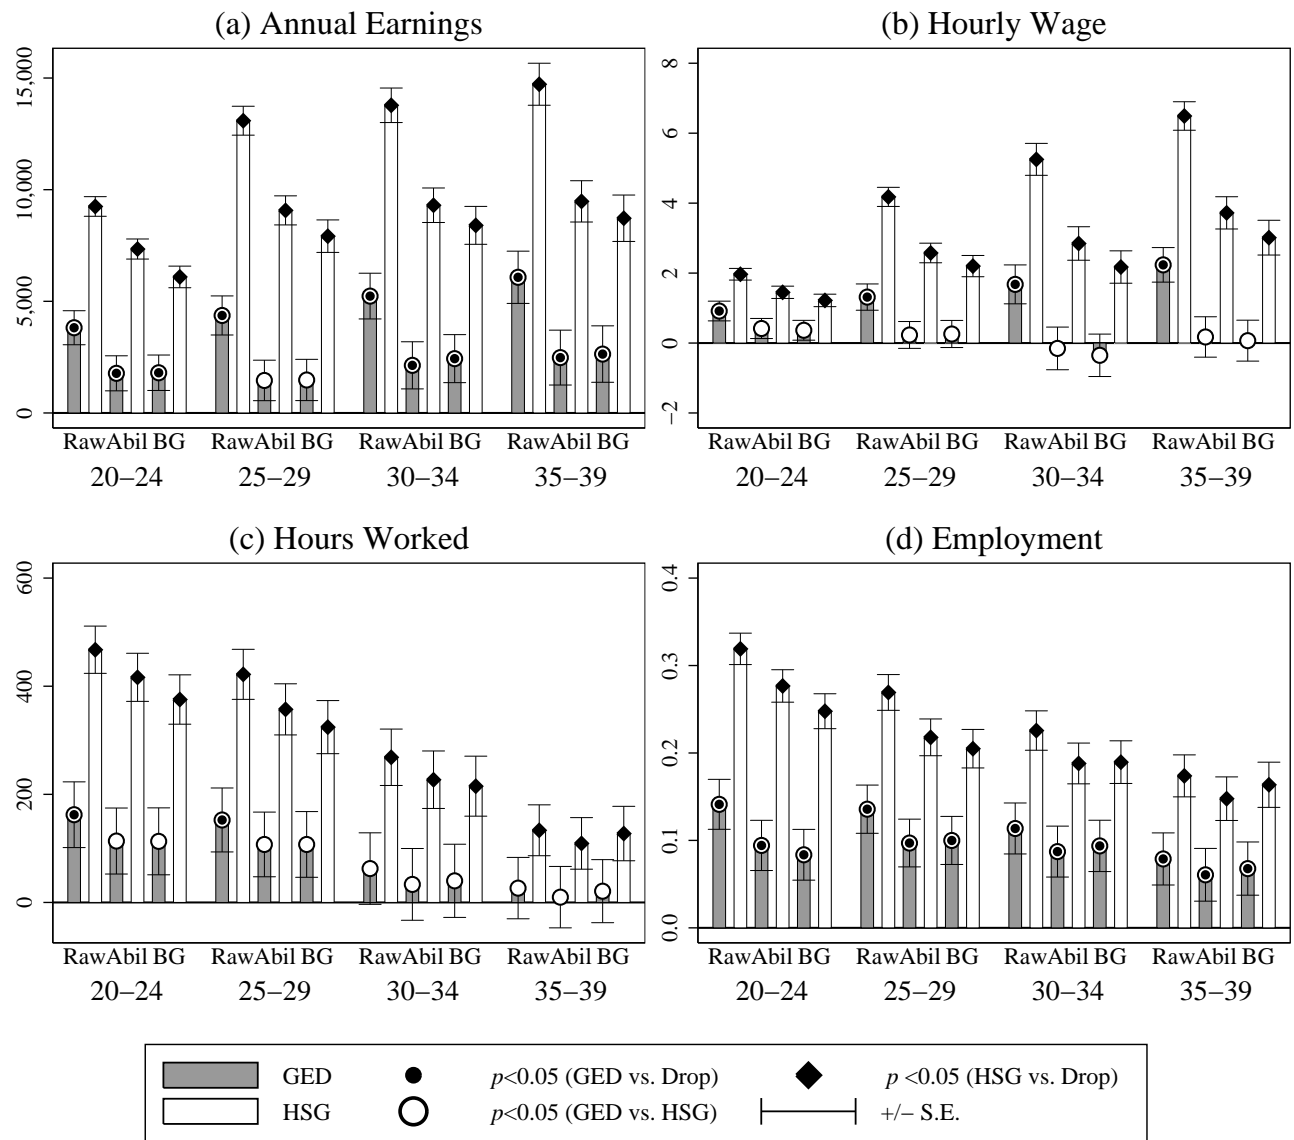 (a) Annual Earnings
(b) Hourly Wage
15,000
10,000
5,000
0
RawAbil BG RawAbil BG RawAbil BG RawAbil BG
20–24 25–29 30–34 35–39
8
6
4
2
0
−2
RawAbil BG RawAbil BG RawAbil BG RawAbil BG
20–24 25–29 30–34 35–39
(c) Hours Worked
(d) Employment
600
400
200
0
RawAbil BG RawAbil BG RawAbil BG RawAbil BG
20–24 25–29 30–34 35–39
0.4
0.3
0.2
0.1
0.0
RawAbil BG RawAbil BG RawAbil BG RawAbil BG
20–24 25–29 30–34 35–39
GED p<0.05 (GED vs. Drop) p <0.05 (HSG vs. Drop)
HSG p<0.05 (GED vs. HSG) +/− S.E.